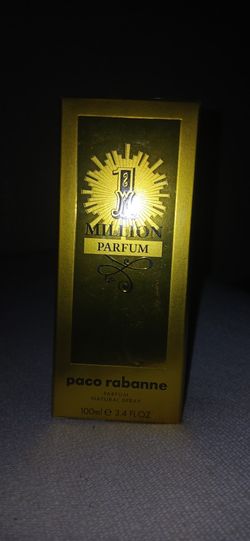 1
MILLION
PARFUM
paco rabanne
PARFUM
NATURAL SPRAY
100ml e 3.4 FL.OZ